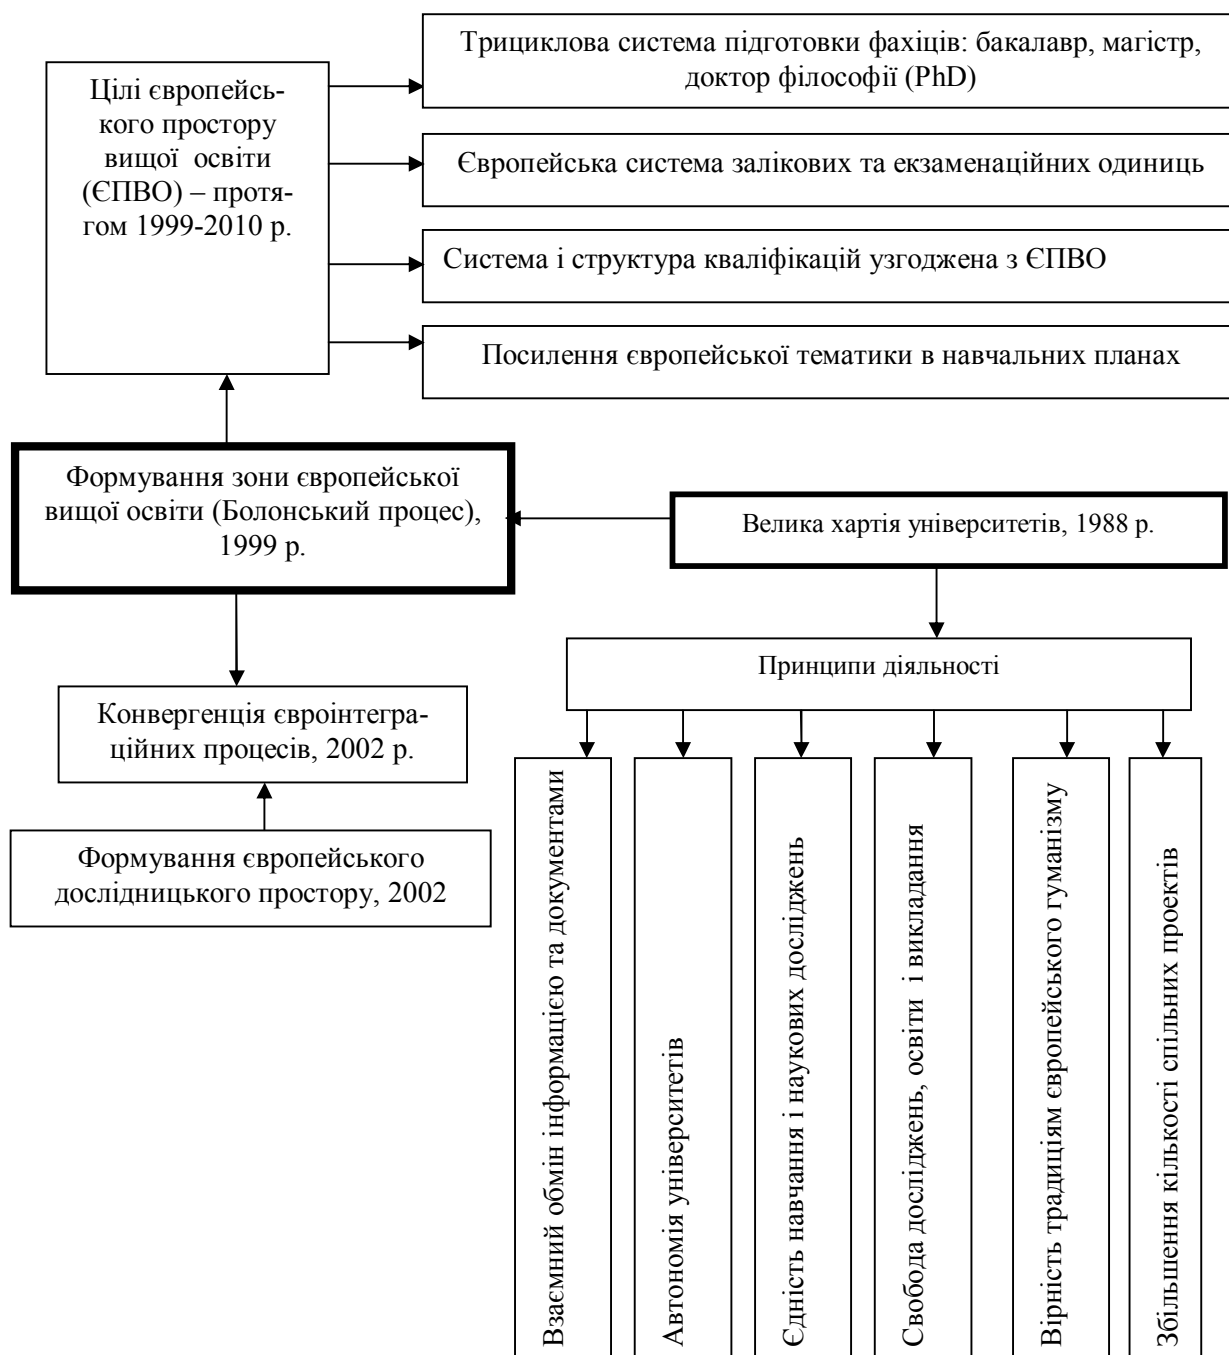 Трициклова система підготовки фахіців: бакалавр, магістр,
доктор філософії (PhD)
Цілі європейсь-
кого простору
вищої освіти
(ЄПВО) – протя-
гом 1999-2010 р.
Європейська система залікових та екзаменаційних одиниць
Система і структура кваліфікацій узгоджена з ЄПВО
Посилення європейської тематики в навчальних планах
Формування зони європейської
вищої освіти (Болонський процес),
1999 р.
Велика хартія університетів, 1988 р.
Принципи діяльності
Конвергенція євроінтегра-
ційних процесів, 2002 р.
Формування європейського
дослідницького простору, 2002
Взаємний обмін інформацією та документами
Автономія університетів
Єдність навчання і наукових досліджень
Свобода досліджень, освіти і викладання
Вірність традиціям європейського гуманізму
Збільшення кількості спільних проектів